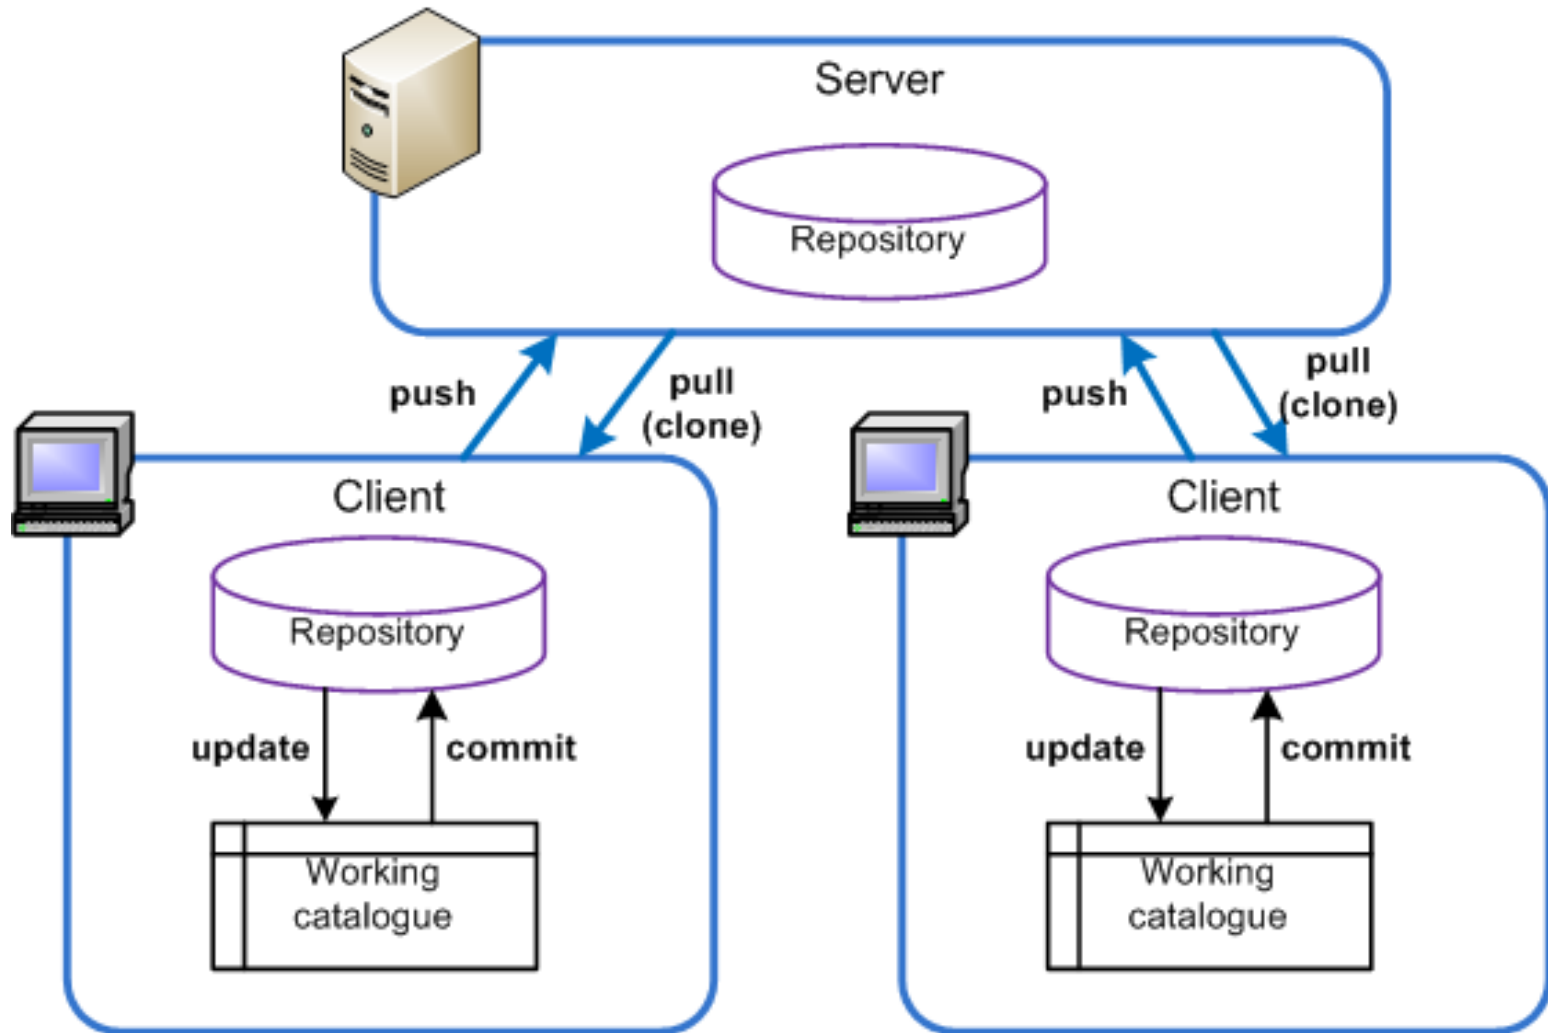 Server
Repository
push
pull
(clone)
push
pull
(clone)
Client
Repository
update
commit
Working
catalogue
Client
Repository
update
commit
Working
catalogue